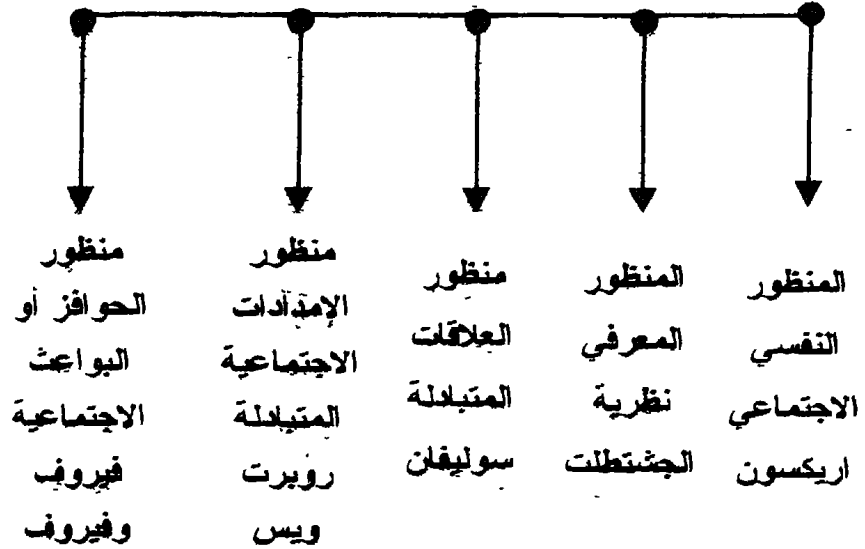 المنظور
النفسي
الاجتماعي
اريكسون
المنظور
المعرفي
نظرية
الجشتطلت
منظور
العلاقات
المتبادلة
سوليفان
منظور
الإمدادات
الاجتماعية
المتبادلة
روبرت
ويس
منظور
الحوافز أو
البواعث
الاجتماعية
فيروف
وفيروف